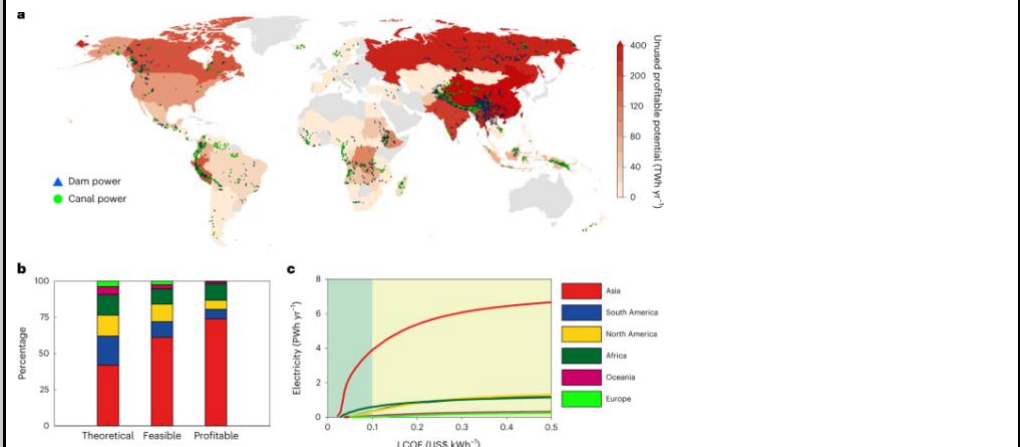 a
400
200
120
80
40
0
Unused profitable potential (TWh yr⁻¹)
Dam power
Canal power
b
100
75
50
25
0
Percentage
Theoretical Feasible Profitable
c
8
6
4
2
0
Electricity (PWh yr⁻¹)
0 0.1 0.2 0.3 0.4 0.5
LCOE (US$ kWh⁻¹)
Asia
South America
North America
Africa
Oceania
Europe